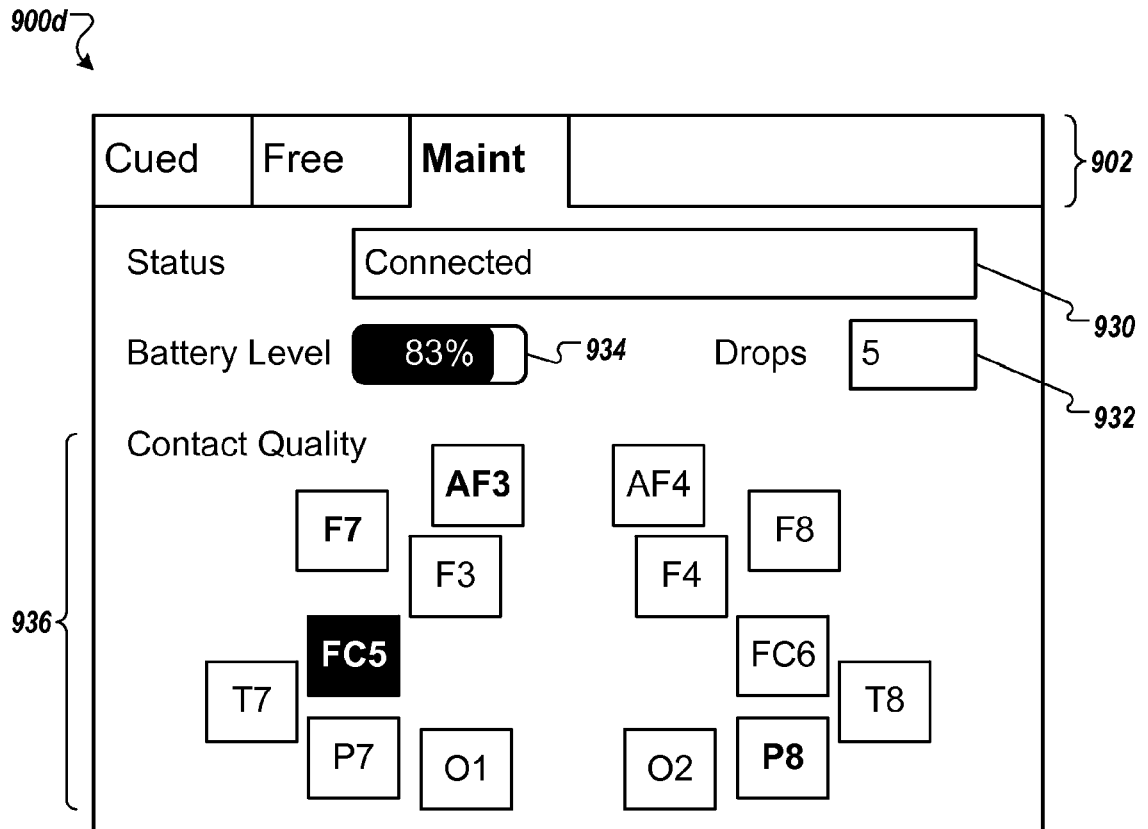 900d
Cued Free Maint
902
Status Connected
930
Battery Level 83% 934 Drops 5
932
Contact Quality
AF3 AF4
F7 F8
F3 F4
936
FC5 FC6
T7 T8
P7 P8
O1 O2